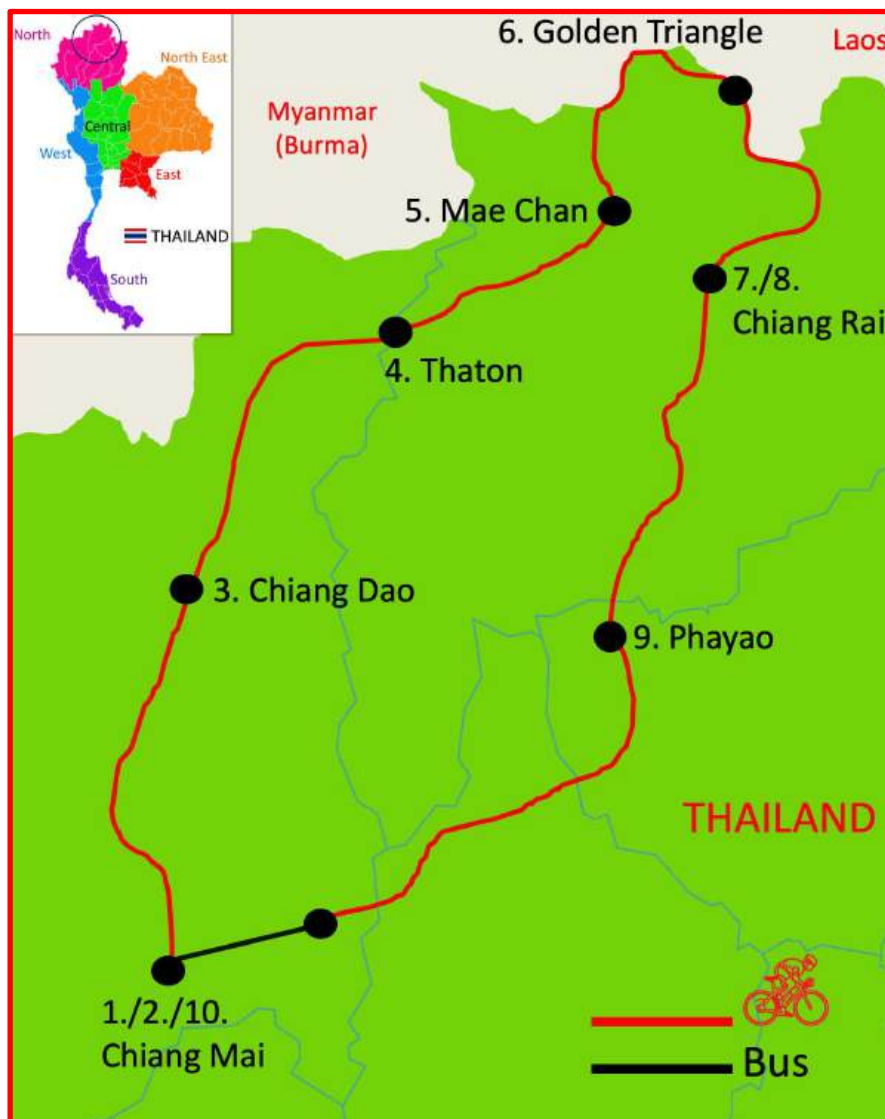 North
North East
Central
West
East
THAILAND
South
6. Golden Triangle
Laos
Myanmar
(Burma)
5. Mae Chan
7./8.
Chiang Rai
4. Thaton
3. Chiang Dao
9. Phayao
THAILAND
1./2./10.
Chiang Mai
Bus